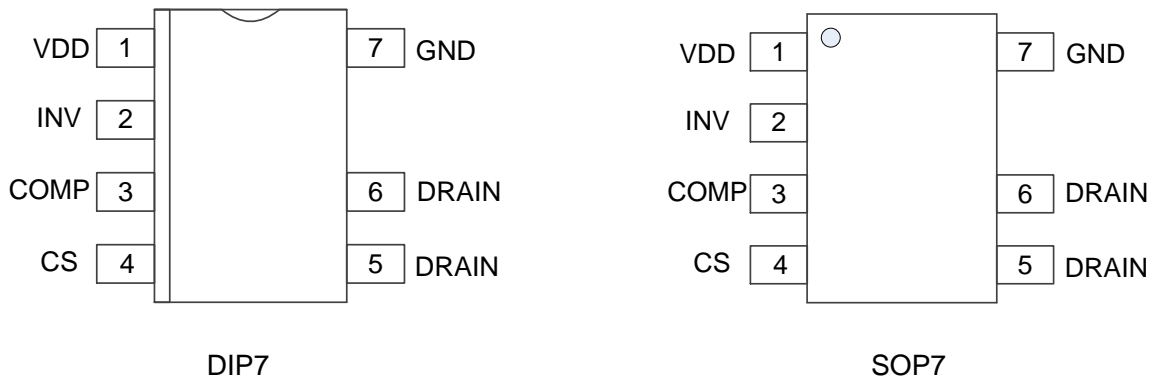 VDD 1 7 GND
INV 2
COMP 3 6 DRAIN
CS 4 5 DRAIN
DIP7
VDD 1 7 GND
INV 2
COMP 3 6 DRAIN
CS 4 5 DRAIN
SOP7